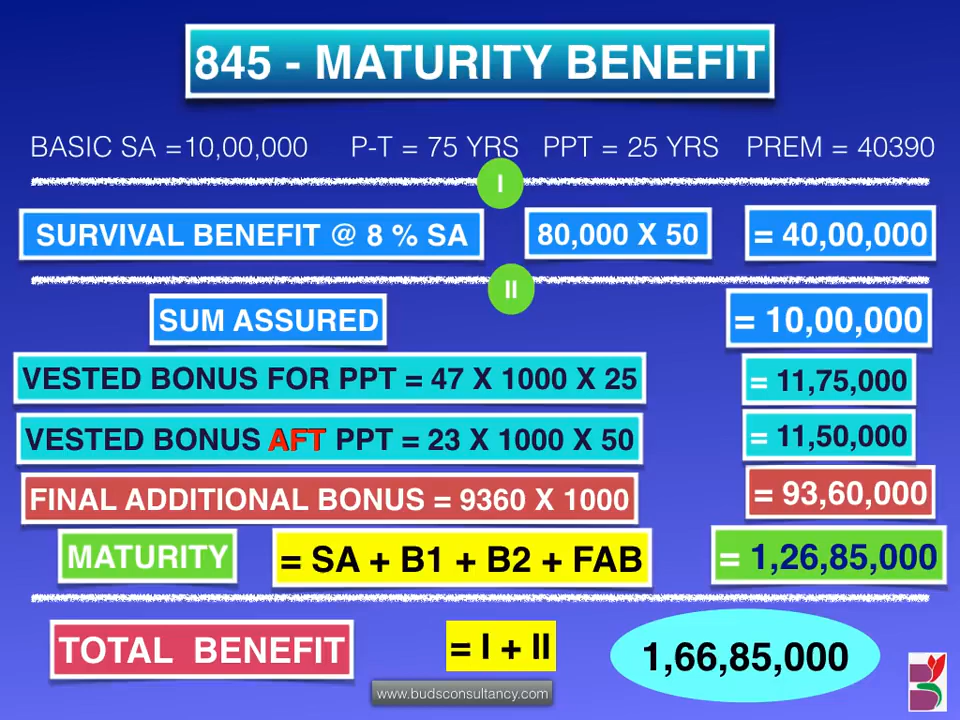 845 - MATURITY BENEFIT
BASIC SA =10,00,000 P-T = 75 YRS PPT = 25 YRS PREM = 40390
I
SURVIVAL BENEFIT @ 8 % SA 80,000 X 50 = 40,00,000
II
SUM ASSURED = 10,00,000
VESTED BONUS FOR PPT = 47 X 1000 X 25 = 11,75,000
VESTED BONUS AFT PPT = 23 X 1000 X 50 = 11,50,000
FINAL ADDITIONAL BONUS = 9360 X 1000 = 93,60,000
MATURITY = SA + B1 + B2 + FAB = 1,26,85,000
TOTAL BENEFIT = I + II 1,66,85,000
www.budsconsultancy.com